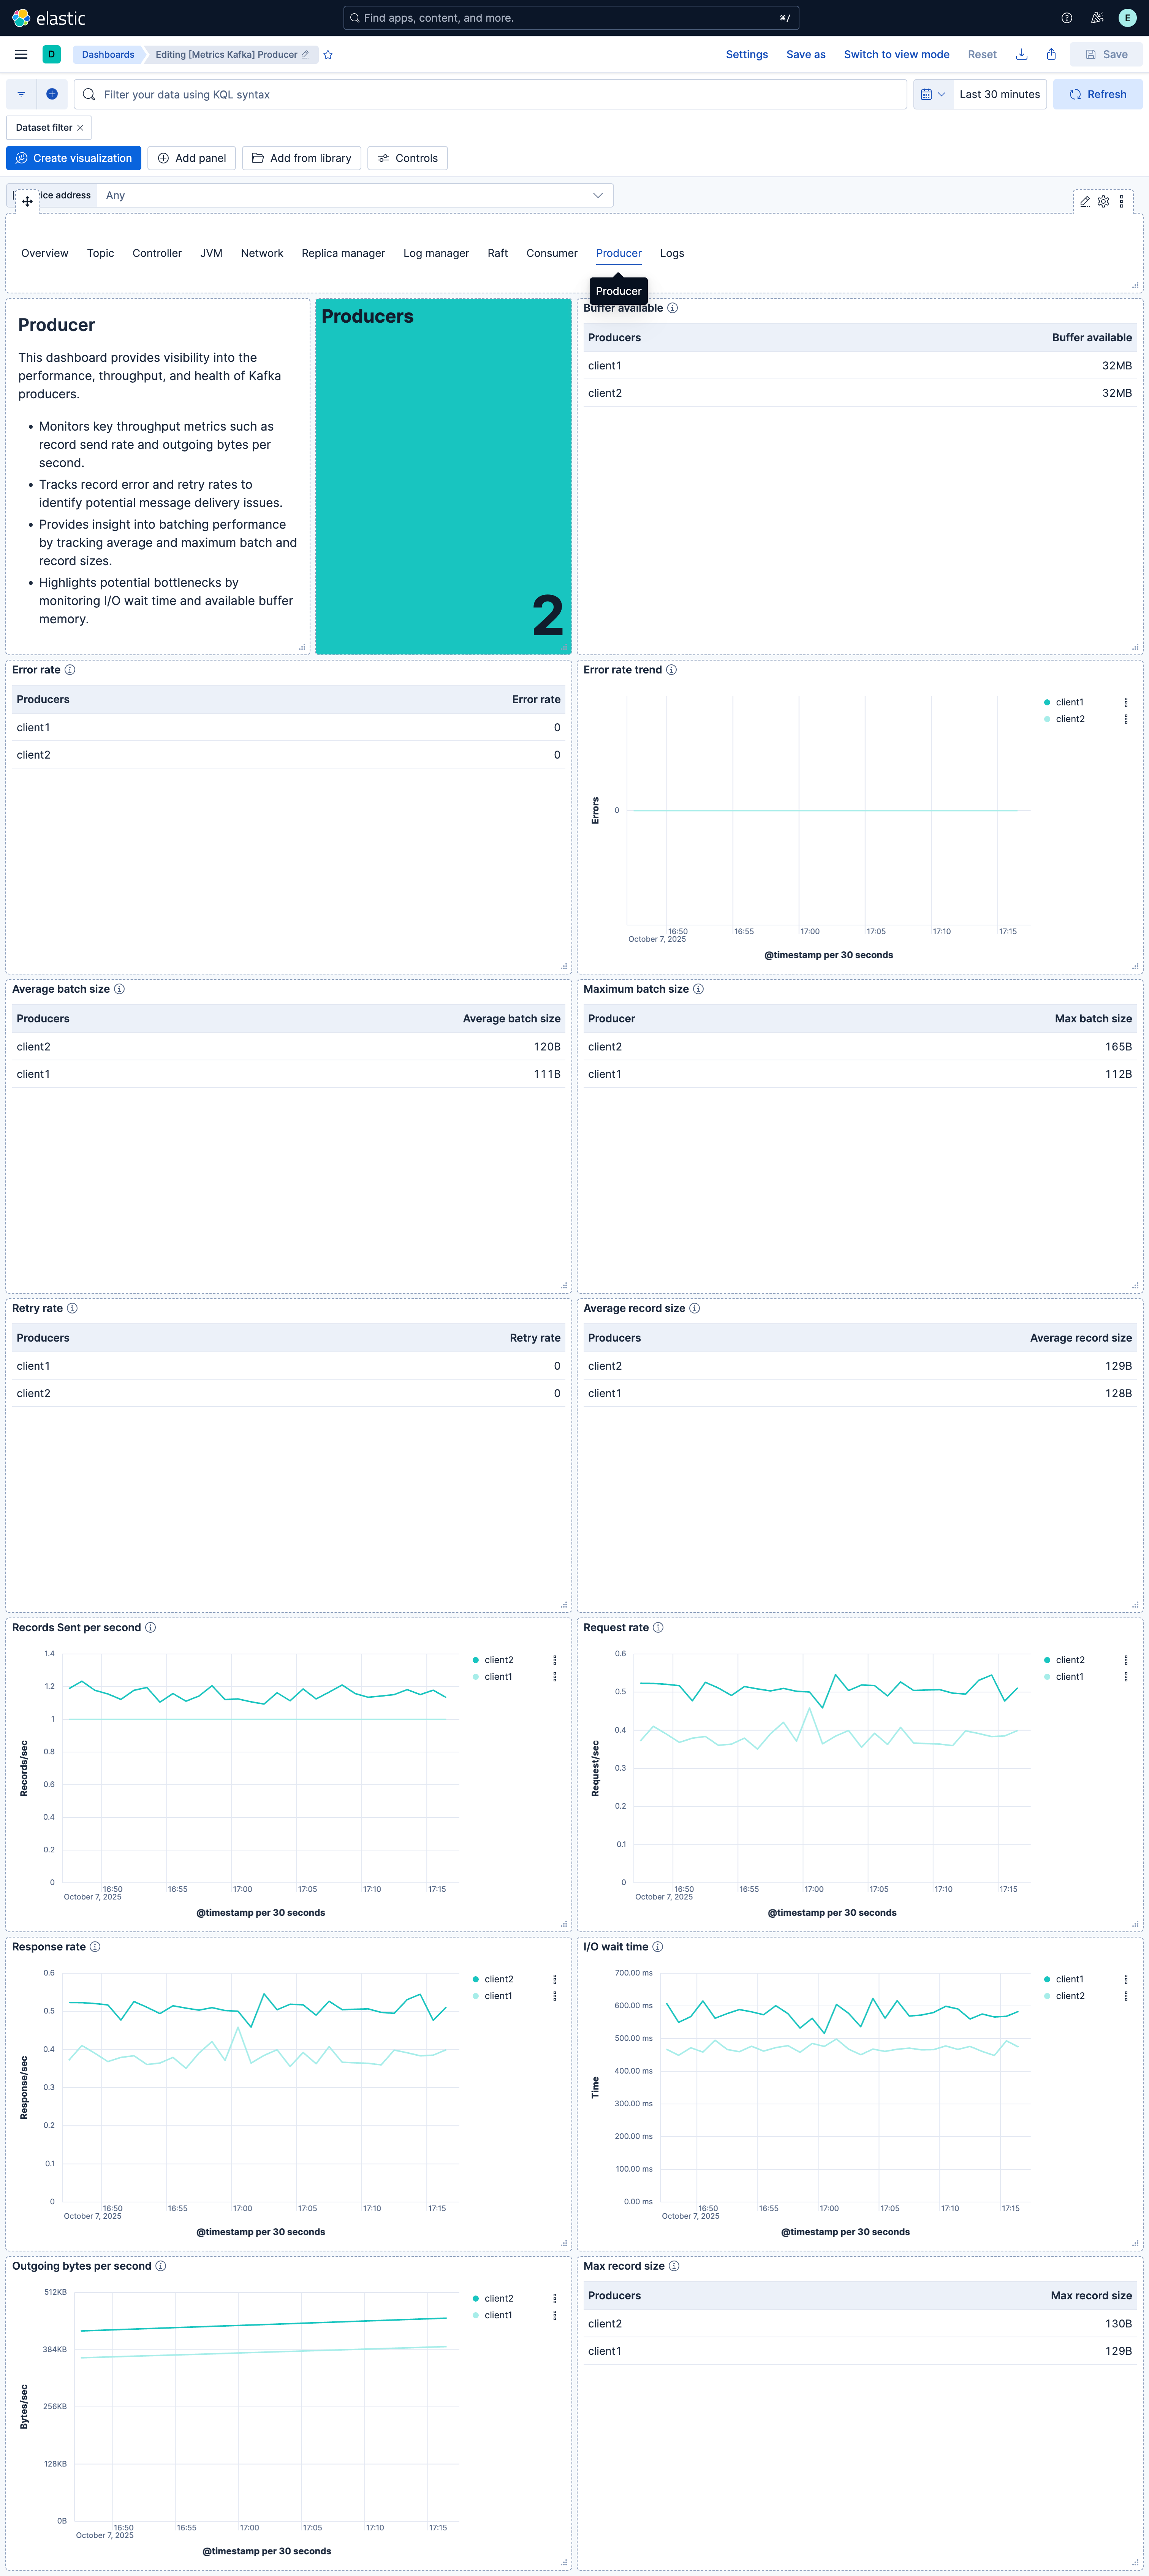 elastic
Find apps, content, and more.
⌘/
E
D
Dashboards
Editing [Metrics Kafka] Producer
Settings
Save as
Switch to view mode
Reset
Save
Filter your data using KQL syntax
Last 30 minutes
Refresh
Dataset filter
Create visualization
Add panel
Add from library
Controls
address
Any
Overview
Topic
Controller
JVM
Network
Replica manager
Log manager
Raft
Consumer
Producer
Logs
Producer
Producer
This dashboard provides visibility into the
performance, throughput, and health of Kafka
producers.
• Monitors key throughput metrics such as
record send rate and outgoing bytes per
second.
• Tracks record error and retry rates to
identify potential message delivery issues.
• Provides insight into batching performance
by tracking average and maximum batch and
record sizes.
• Highlights potential bottlenecks by
monitoring I/O wait time and available buffer
memory.
Producers
2
Buffer available
Producers Buffer available
client1 32MB
client2 32MB
Error rate
Producers Error rate
client1 0
client2 0
Error rate trend
Errors
0
16:50 16:55 17:00 17:05 17:10 17:15
October 7, 2025
@timestamp per 30 seconds
client1
client2
Average batch size
Producers Average batch size
client2 120B
client1 111B
Maximum batch size
Producer Max batch size
client2 165B
client1 112B
Retry rate
Producers Retry rate
client1 0
client2 0
Average record size
Producers Average record size
client2 129B
client1 128B
Records Sent per second
Records/sec
1.4
1.2
1
0.8
0.6
0.4
0.2
0
16:50 16:55 17:00 17:05 17:10 17:15
October 7, 2025
@timestamp per 30 seconds
client2
client1
Request rate
Request/sec
0.6
0.5
0.4
0.3
0.2
0.1
0
16:50 16:55 17:00 17:05 17:10 17:15
October 7, 2025
@timestamp per 30 seconds
client2
client1
Response rate
Response/sec
0.6
0.5
0.4
0.3
0.2
0.1
0
16:50 16:55 17:00 17:05 17:10 17:15
October 7, 2025
@timestamp per 30 seconds
client2
client1
I/O wait time
Time
700.00 ms
600.00 ms
500.00 ms
400.00 ms
300.00 ms
200.00 ms
100.00 ms
0.00 ms
16:50 16:55 17:00 17:05 17:10 17:15
October 7, 2025
@timestamp per 30 seconds
client1
client2
Outgoing bytes per second
Bytes/sec
512KB
384KB
256KB
128KB
0B
16:50 16:55 17:00 17:05 17:10 17:15
October 7, 2025
@timestamp per 30 seconds
client2
client1
Max record size
Producers Max record size
client2 130B
client1 129B